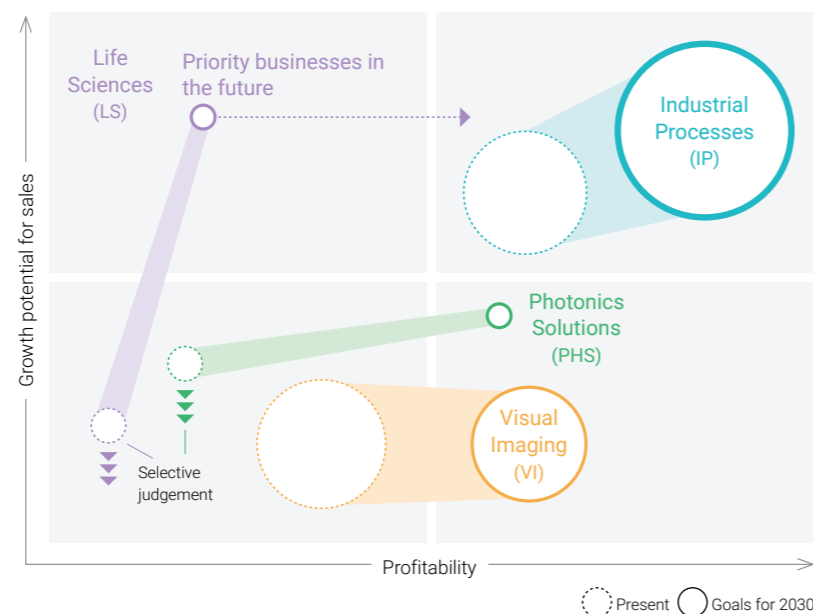 Life
Sciences
(LS)
Priority businesses in
the future
Industrial
Processes
(IP)
Growth potential for sales
Photonics
Solutions
(PHS)
Visual
Imaging
(VI)
Selective
judgement
Profitability
Present
Goals for 2030